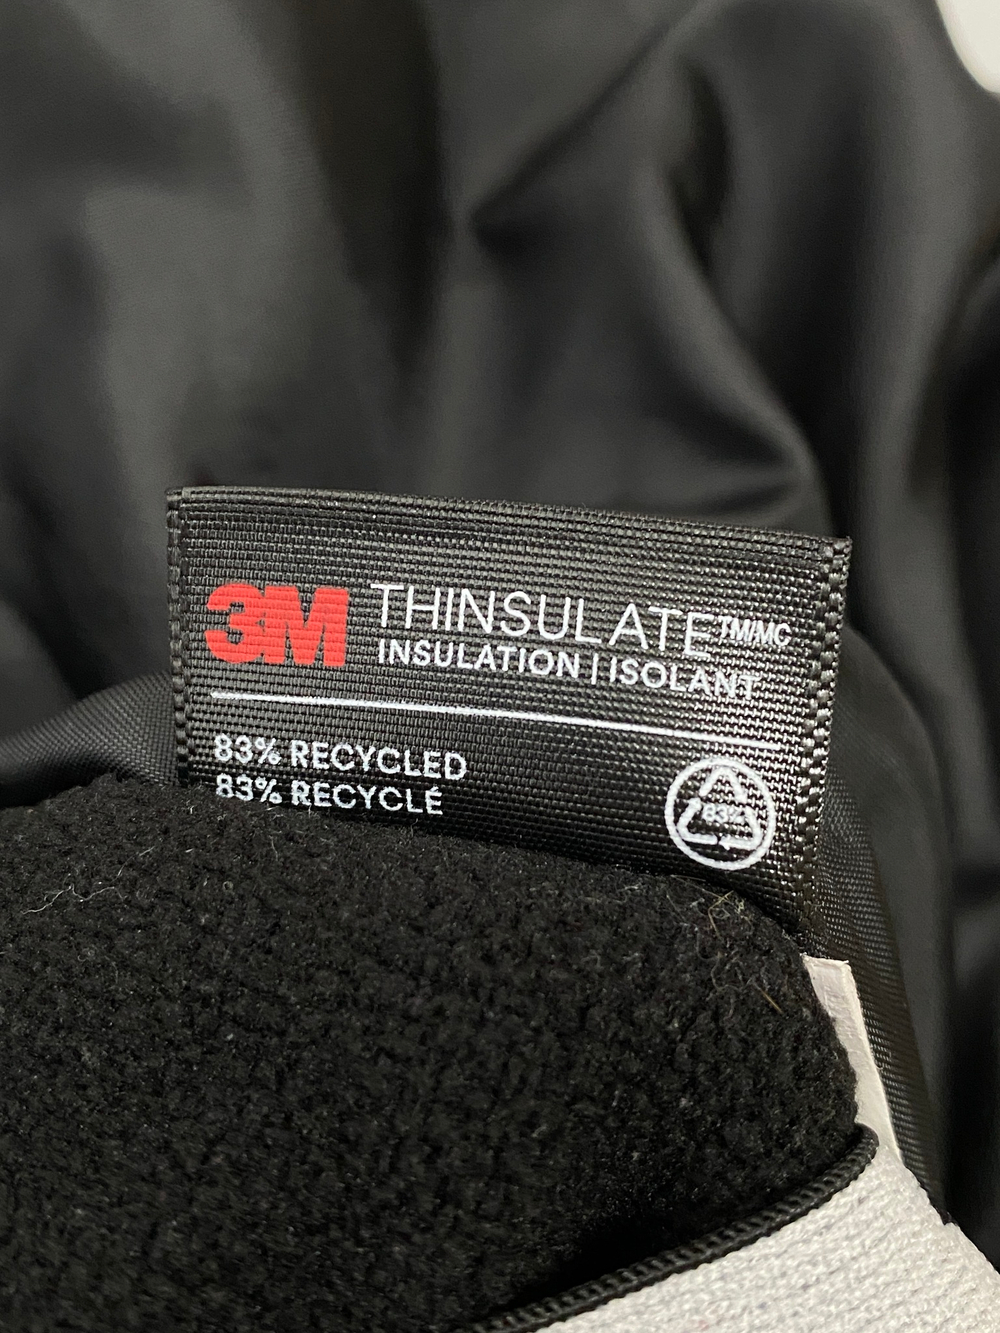 3M THINSULATE™/MC
INSULATION | ISOLANT
83% RECYCLED
83% RECYCLÉ
83%